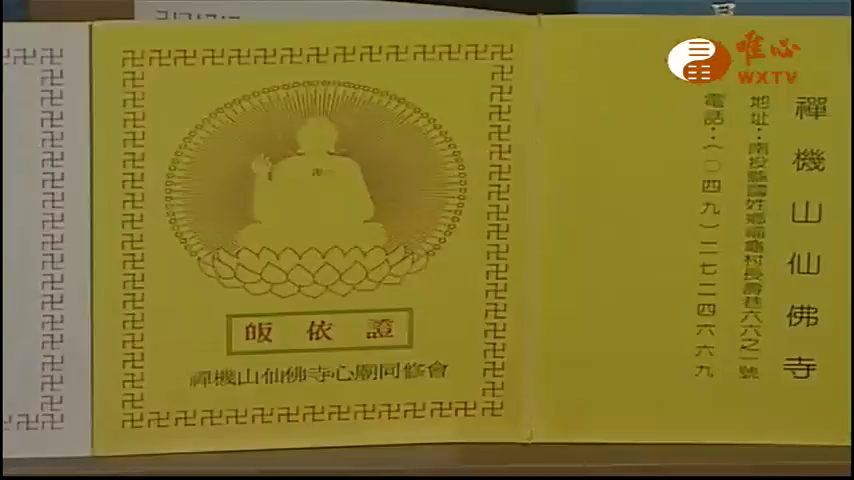 唯心
WXTV
禪機山仙佛寺
地址：南投縣國姓鄉福龜村長壽巷六六之一號
電話：(〇四九)二七二四六六九
皈依證
禪機山仙佛寺心廟同修會